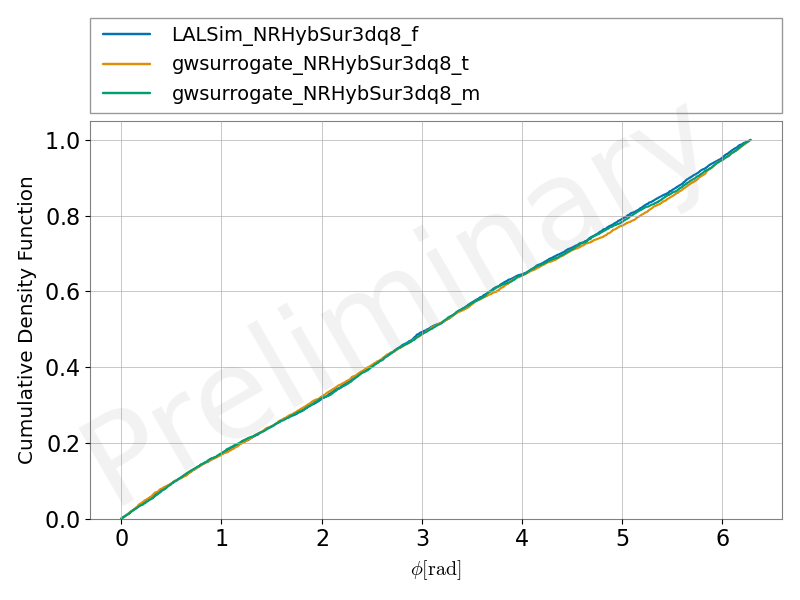 LALSim_NRHybSur3dq8_f
gwsurrogate_NRHybSur3dq8_t
gwsurrogate_NRHybSur3dq8_m
Preliminary
Cumulative Density Function
1.0
0.8
0.6
0.4
0.2
0.0
0 1 2 3 4 5 6
ϕ[rad]